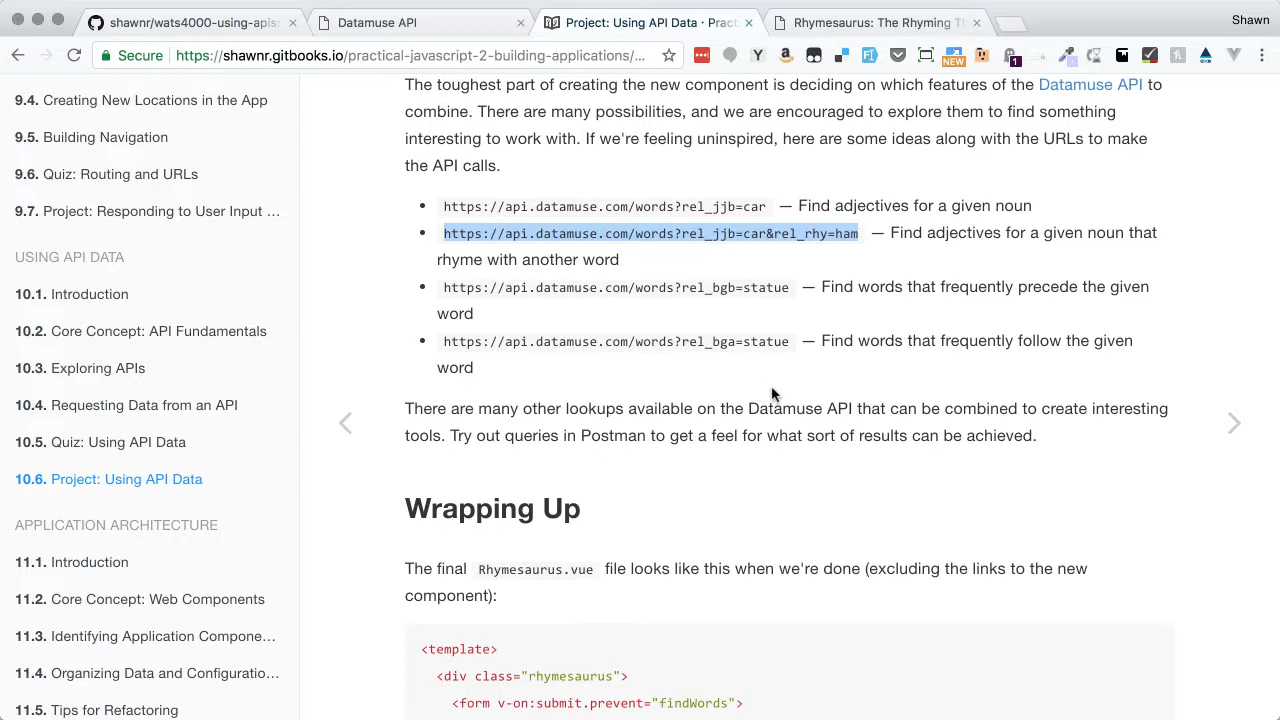 shawnr/wats4000-using-apis
Datamuse API
Project: Using API Data · Prac
Rhymesaurus: The Rhyming Th
Shawn
Secure
https://shawnr.gitbooks.io/practical-javascript-2-building-applications/...
NEW
1
9.4. Creating New Locations in the App
9.5. Building Navigation
9.6. Quiz: Routing and URLs
9.7. Project: Responding to User Input ...
USING API DATA
10.1. Introduction
10.2. Core Concept: API Fundamentals
10.3. Exploring APIs
10.4. Requesting Data from an API
10.5. Quiz: Using API Data
10.6. Project: Using API Data
APPLICATION ARCHITECTURE
11.1. Introduction
11.2. Core Concept: Web Components
11.3. Identifying Application Compone...
11.4. Organizing Data and Configuratio...
11.5. Tips for Refactoring
The toughest part of creating the new component is deciding on which features of the Datamuse API to
combine. There are many possibilities, and we are encouraged to explore them to find something
interesting to work with. If we're feeling uninspired, here are some ideas along with the URLs to make
the API calls.
• https://api.datamuse.com/words?rel_jjb=car — Find adjectives for a given noun
• https://api.datamuse.com/words?rel_jjb=car&rel_rhy=ham — Find adjectives for a given noun that
rhyme with another word
• https://api.datamuse.com/words?rel_bgb=statue — Find words that frequently precede the given
word
• https://api.datamuse.com/words?rel_bga=statue — Find words that frequently follow the given
word
There are many other lookups available on the Datamuse API that can be combined to create interesting
tools. Try out queries in Postman to get a feel for what sort of results can be achieved.
Wrapping Up
The final Rhymesaurus.vue file looks like this when we're done (excluding the links to the new
component):
<template>
<div class="rhymesaurus">
<form v-on:submit.prevent="findWords">